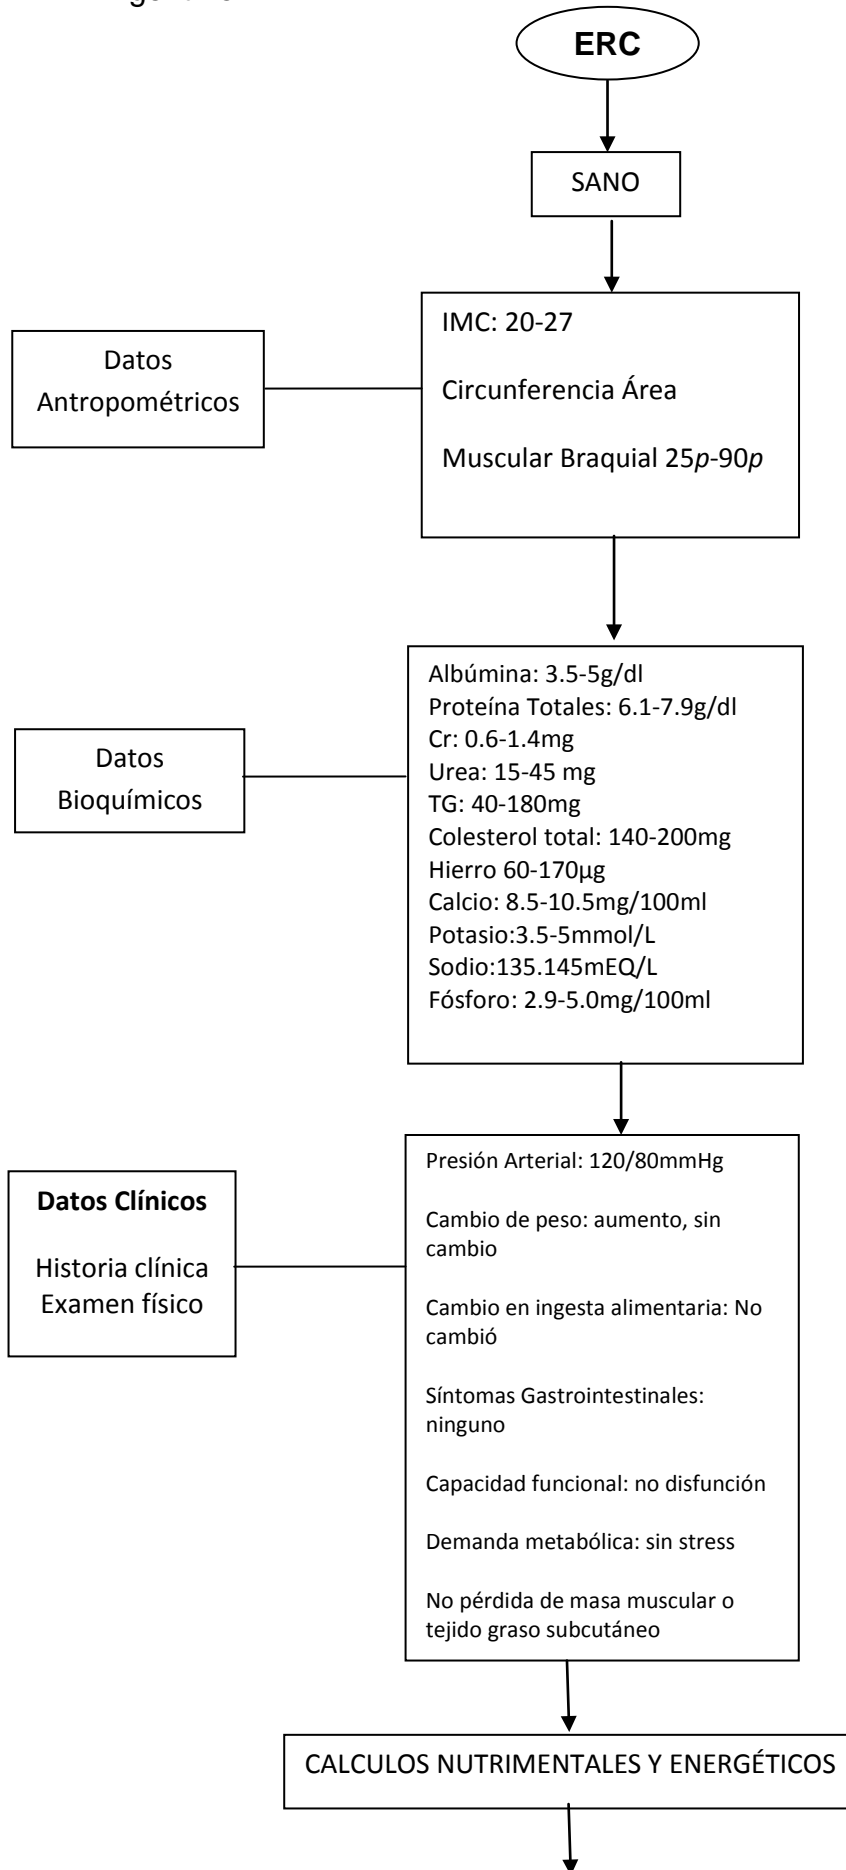 ERC
SANO
Datos
Antropométricos
IMC: 20-27
Circunferencia Área
Muscular Braquial 25p-90p
Datos
Bioquímicos
Albúmina: 3.5-5g/dl
Proteína Totales: 6.1-7.9g/dl
Cr: 0.6-1.4mg
Urea: 15-45 mg
TG: 40-180mg
Colesterol total: 140-200mg
Hierro 60-170µg
Calcio: 8.5-10.5mg/100ml
Potasio:3.5-5mmol/L
Sodio:135.145mEQ/L
Fósforo: 2.9-5.0mg/100ml
Datos Clínicos
Historia clínica
Examen físico
Presión Arterial: 120/80mmHg
Cambio de peso: aumento, sin
cambio
Cambio en ingesta alimentaria: No
cambió
Síntomas Gastrointestinales:
ninguno
Capacidad funcional: no disfunción
Demanda metabólica: sin stress
No pérdida de masa muscular o
tejido graso subcutáneo
CALCULOS NUTRIMENTALES Y ENERGÉTICOS